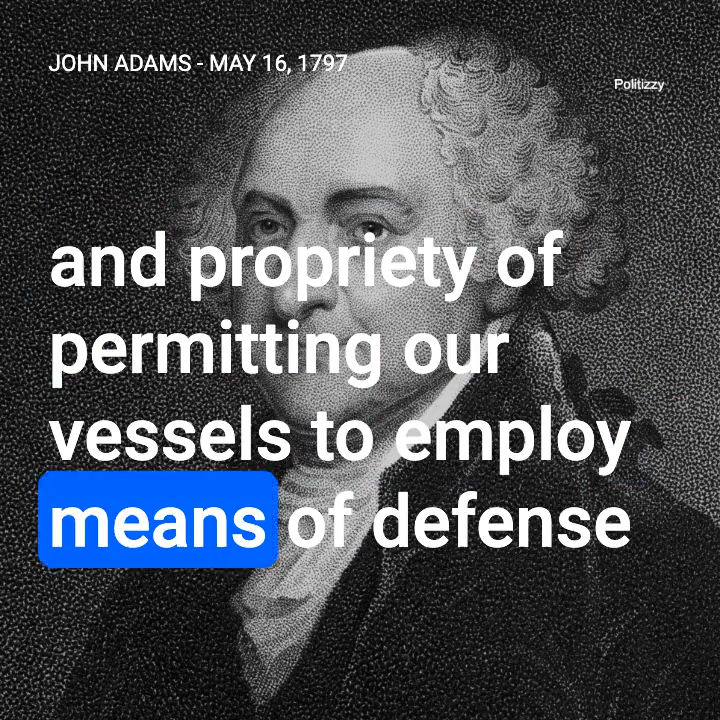 JOHN ADAMS - MAY 16, 1797
Politizzy
and propriety of
permitting our
vessels to employ
means of defense